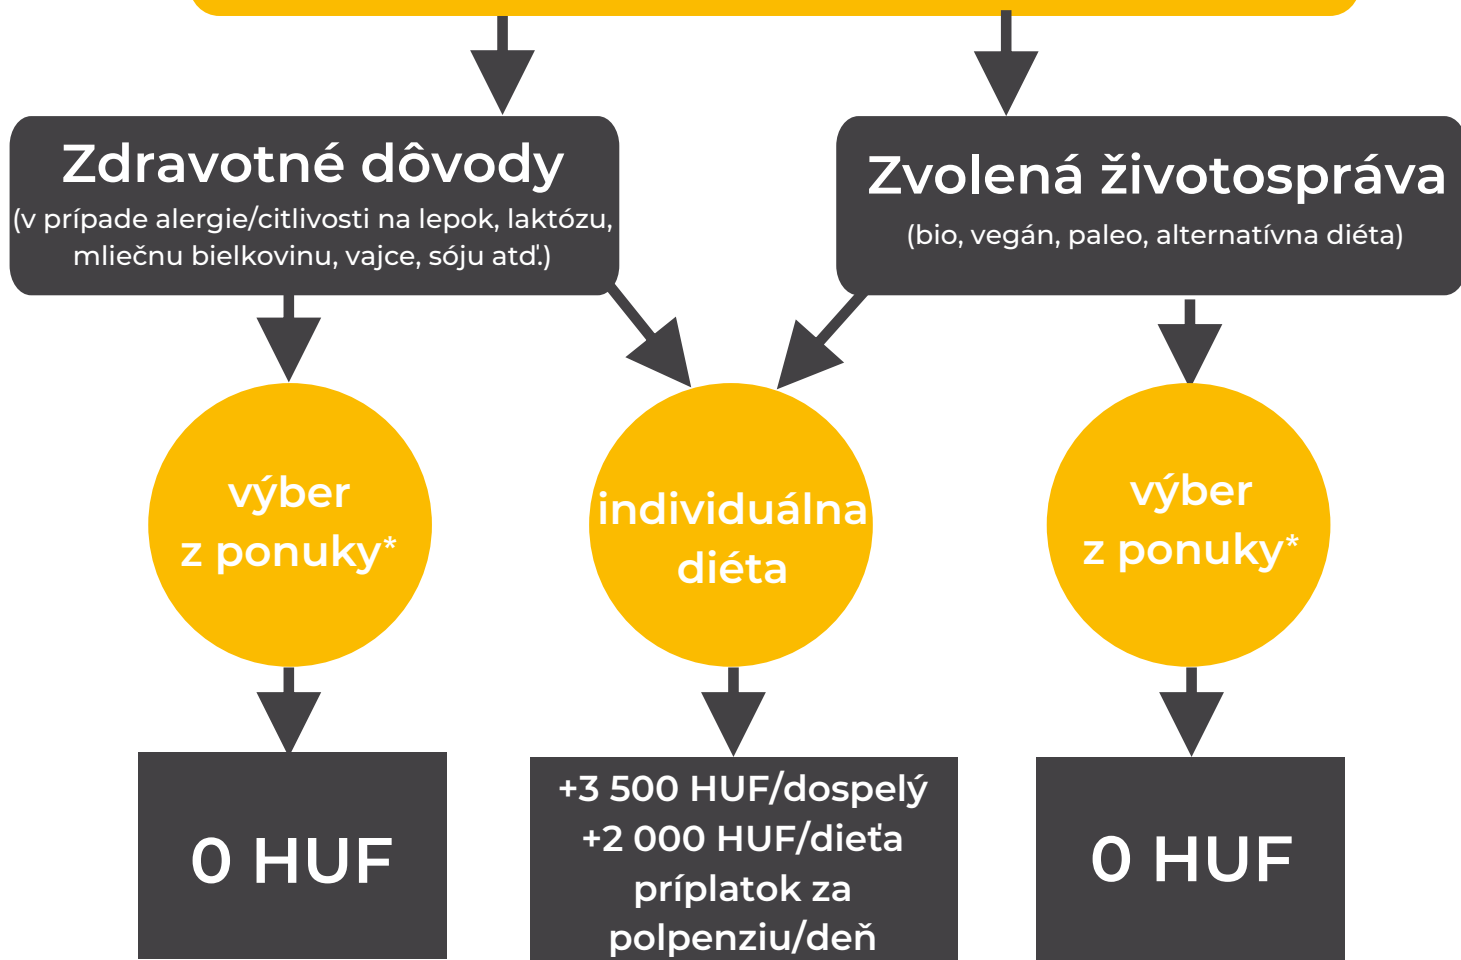 Zdravotné dôvody
(v prípade alergie/citlivosti na lepok, laktózu,
mliečnu bielkovinu, vajce, sóju atď.)
Zvolená životospráva
(bio, vegán, paleo, alternatívna diéta)
výber
z ponuky*
individuálna
diéta
výber
z ponuky*
0 HUF
+3 500 HUF/dospelý
+2 000 HUF/dieťa
príplatok za
polpenziu/deň
0 HUF